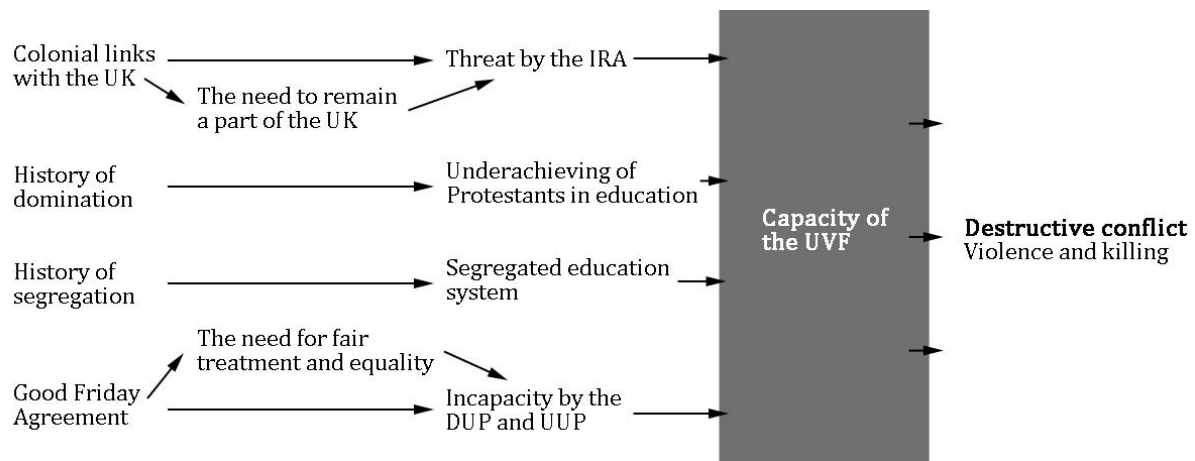 Colonial links
with the UK
Threat by the IRA
The need to remain
a part of the UK
History of
domination
Underachieving of
Protestants in education
Capacity of
the UVF
Destructive conflict
Violence and killing
History of
segregation
Segregated education
system
The need for fair
treatment and equality
Good Friday
Agreement
Incapacity by the
DUP and UUP